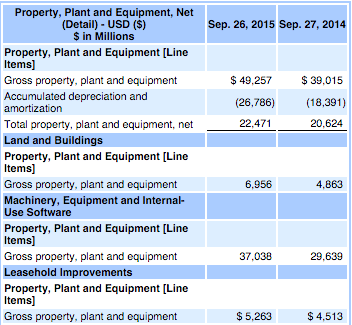 Property, Plant and Equipment, Net
(Detail) - USD ($)
$ in Millions
Sep. 26, 2015 Sep. 27, 2014
Property, Plant and Equipment [Line
Items]
Gross property, plant and equipment $ 49,257 $ 39,015
Accumulated depreciation and
amortization (26,786) (18,391)
Total property, plant and equipment, net 22,471 20,624
Land and Buildings
Property, Plant and Equipment [Line
Items]
Gross property, plant and equipment 6,956 4,863
Machinery, Equipment and Internal-
Use Software
Property, Plant and Equipment [Line
Items]
Gross property, plant and equipment 37,038 29,639
Leasehold Improvements
Property, Plant and Equipment [Line
Items]
Gross property, plant and equipment $ 5,263 $ 4,513